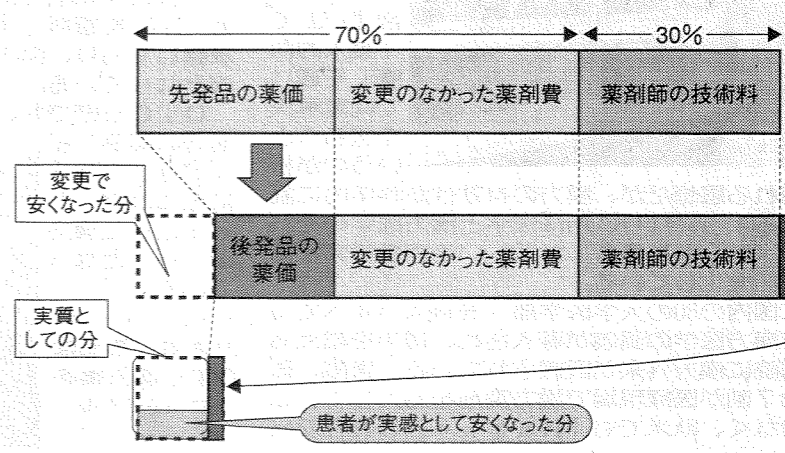 70%
30%
先発品の薬価
変更のなかった薬剤費
薬剤師の技術料
変更で
安くなった分
後発品の
薬価
変更のなかった薬剤費
薬剤師の技術料
実質と
しての分
患者が実感として安くなった分